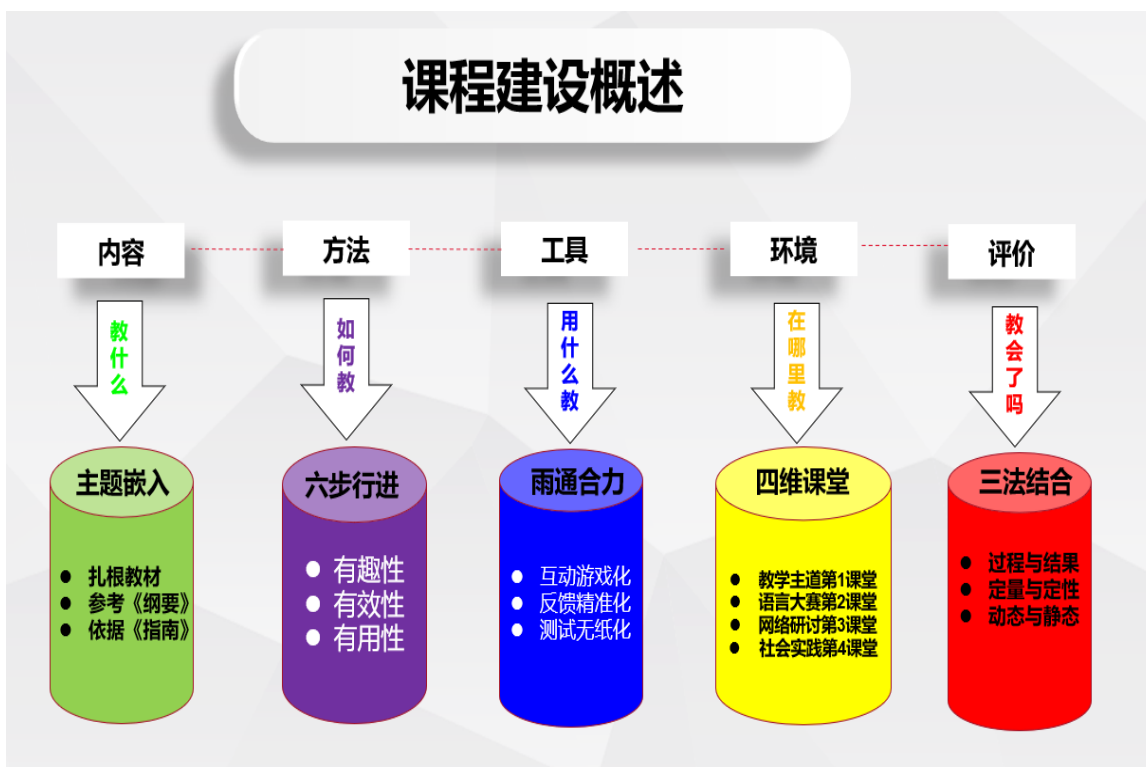 课程建设概述
内容
方法
工具
环境
评价
教什么
如何教
用什么教
在哪里教
教会了吗
主题嵌入
六步行进
雨通合力
四维课堂
三法结合
● 扎根教材
● 参考《纲要》
● 依据《指南》
● 有趣性
● 有效性
● 有用性
● 互动游戏化
● 反馈精准化
● 测试无纸化
● 教学主道第1课堂
● 语言大赛第2课堂
● 网络研讨第3课堂
● 社会实践第4课堂
● 过程与结果
● 定量与定性
● 动态与静态